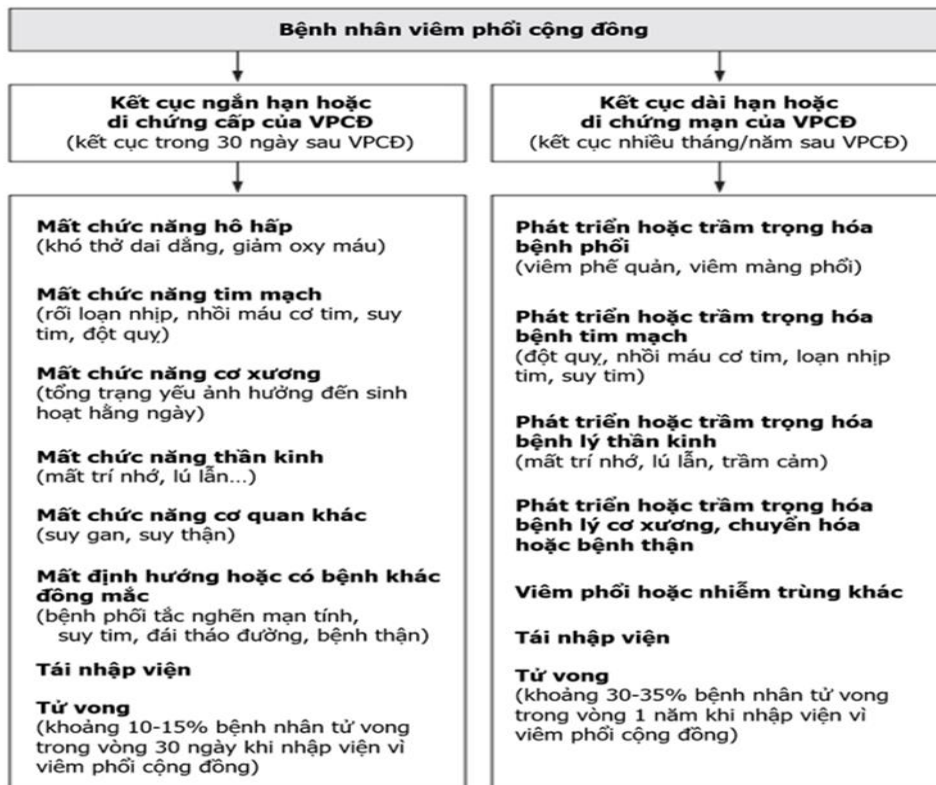 Bệnh nhân viêm phổi cộng đồng
Kết cục ngắn hạn hoặc
di chứng cấp của VPCĐ
(kết cục trong 30 ngày sau VPCĐ)
Mất chức năng hô hấp
(khó thở dai dẳng, giảm oxy máu)
Mất chức năng tim mạch
(rối loạn nhịp, nhồi máu cơ tim, suy
tim, đột quỵ)
Mất chức năng cơ xương
(tổng trạng yếu ảnh hưởng đến sinh
hoạt hằng ngày)
Mất chức năng thần kinh
(mất trí nhớ, lú lẫn...)
Mất chức năng cơ quan khác
(suy gan, suy thận)
Mất định hướng hoặc có bệnh khác
đồng mắc
(bệnh phổi tắc nghẽn mạn tính,
suy tim, đái tháo đường, bệnh thận)
Tái nhập viện
Tử vong
(khoảng 10-15% bệnh nhân tử vong
trong vòng 30 ngày khi nhập viện vì
viêm phổi cộng đồng)
Kết cục dài hạn hoặc
di chứng mạn của VPCĐ
(kết cục nhiều tháng/năm sau VPCĐ)
Phát triển hoặc trầm trọng hóa
bệnh phổi
(viêm phế quản, viêm màng phổi)
Phát triển hoặc trầm trọng hóa
bệnh tim mạch
(đột quỵ, nhồi máu cơ tim, loạn nhịp
tim, suy tim)
Phát triển hoặc trầm trọng hóa
bệnh lý thần kinh
(mất trí nhớ, lú lẫn, trầm cảm)
Phát triển hoặc trầm trọng hóa
bệnh lý cơ xương, chuyển hóa
hoặc bệnh thận
Viêm phổi hoặc nhiễm trùng khác
Tái nhập viện
Tử vong
(khoảng 30-35% bệnh nhân tử vong
trong vòng 1 năm khi nhập viện vì
viêm phổi cộng đồng)